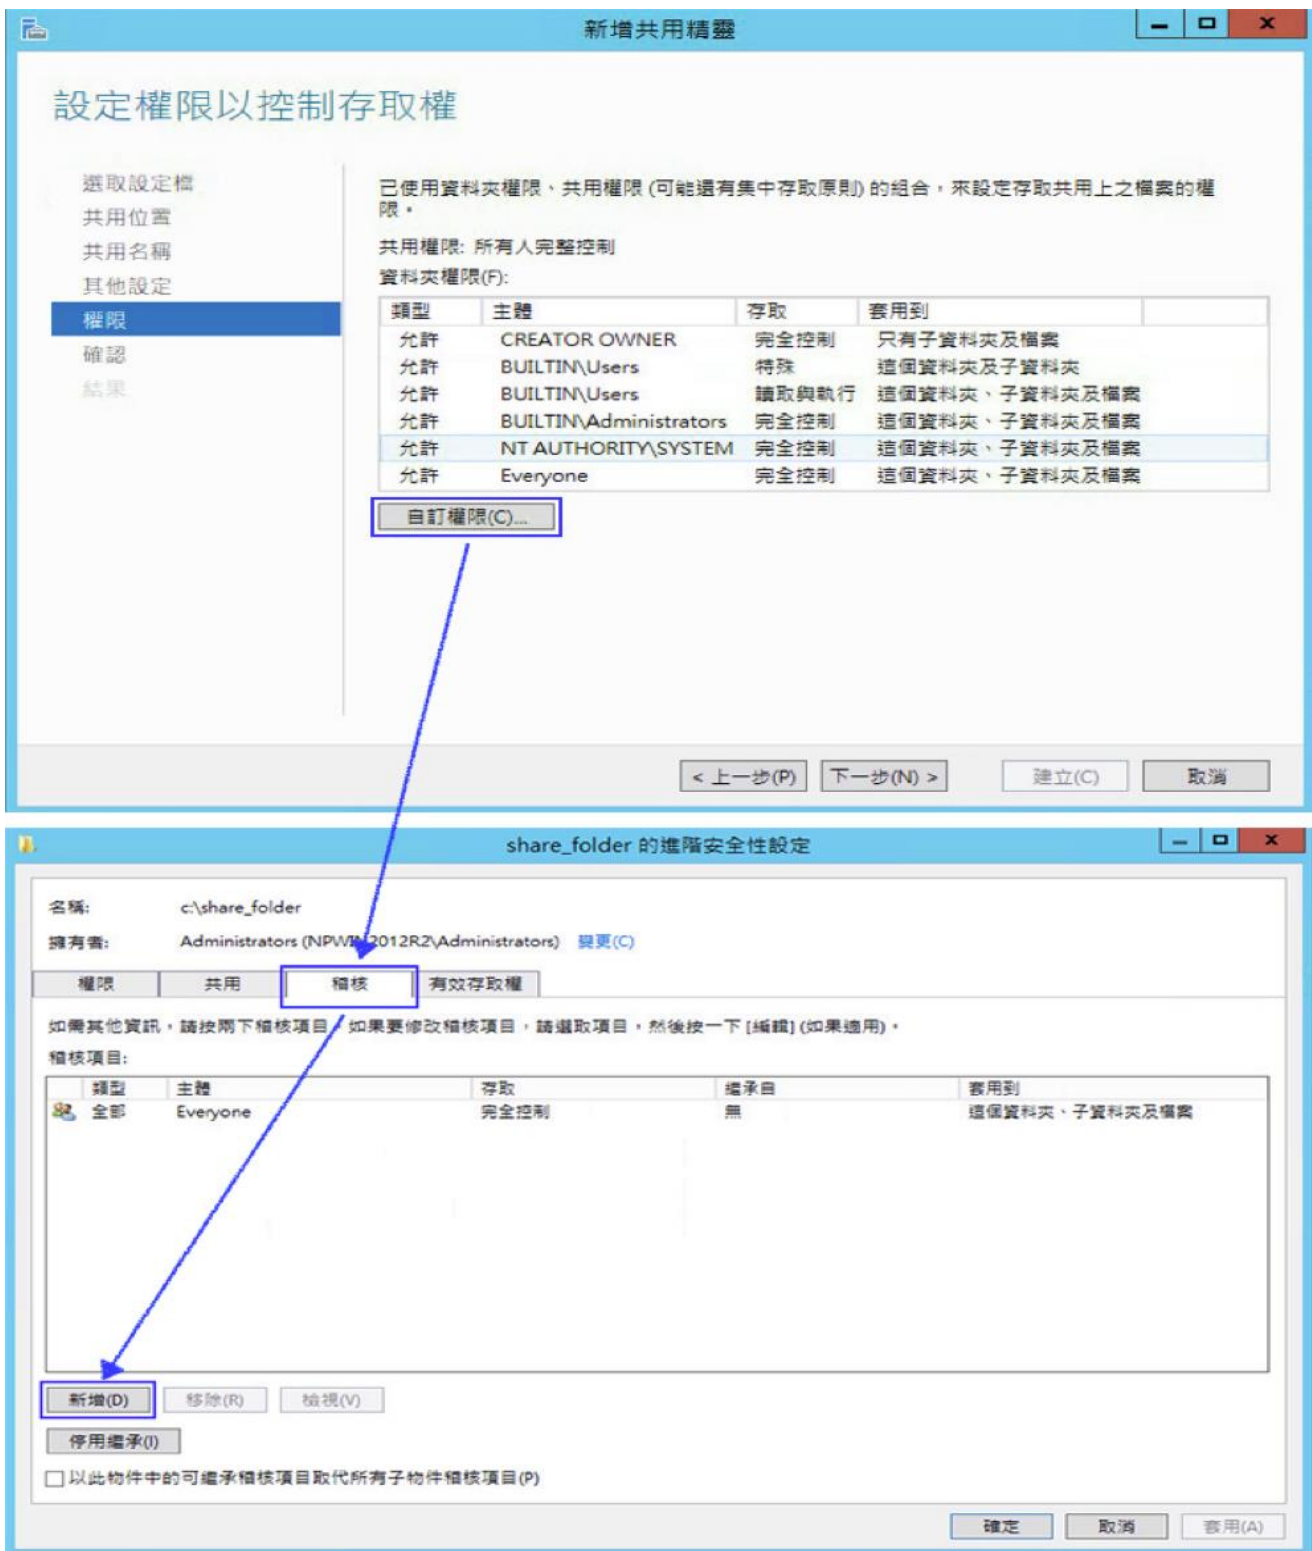 新增共用精靈
設定權限以控制存取權
選取設定檔
共用位置
共用名稱
其他設定
權限
確認
結果
已使用資料夾權限、共用權限 (可能還有集中存取原則) 的組合，來設定存取共用上之檔案的權
限。
共用權限: 所有人完整控制
資料夾權限(F):
類型 主體 存取 套用到
允許 CREATOR OWNER 完全控制 只有子資料夾及檔案
允許 BUILTIN\Users 特殊 這個資料夾及子資料夾
允許 BUILTIN\Users 讀取與執行 這個資料夾、子資料夾及檔案
允許 BUILTIN\Administrators 完全控制 這個資料夾、子資料夾及檔案
允許 NT AUTHORITY\SYSTEM 完全控制 這個資料夾、子資料夾及檔案
允許 Everyone 完全控制 這個資料夾、子資料夾及檔案
自訂權限(C)...
< 上一步(P) 下一步(N) > 建立(C) 取消
share_folder 的進階安全性設定
名稱: c:\share_folder
擁有者: Administrators (NPWIN2012R2\Administrators) 變更(C)
權限 共用 稽核 有效存取權
如需其他資訊，請按兩下稽核項目。如果要修改稽核項目，請選取項目，然後按一下 [編輯] (如果適用)。
稽核項目:
類型 主體 存取 繼承自 套用到
全部 Everyone 完全控制 無 這個資料夾、子資料夾及檔案
新增(D) 移除(R) 檢視(V)
停用繼承(I)
以此物件中的可繼承稽核項目取代所有子物件稽核項目(P)
確定 取消 套用(A)